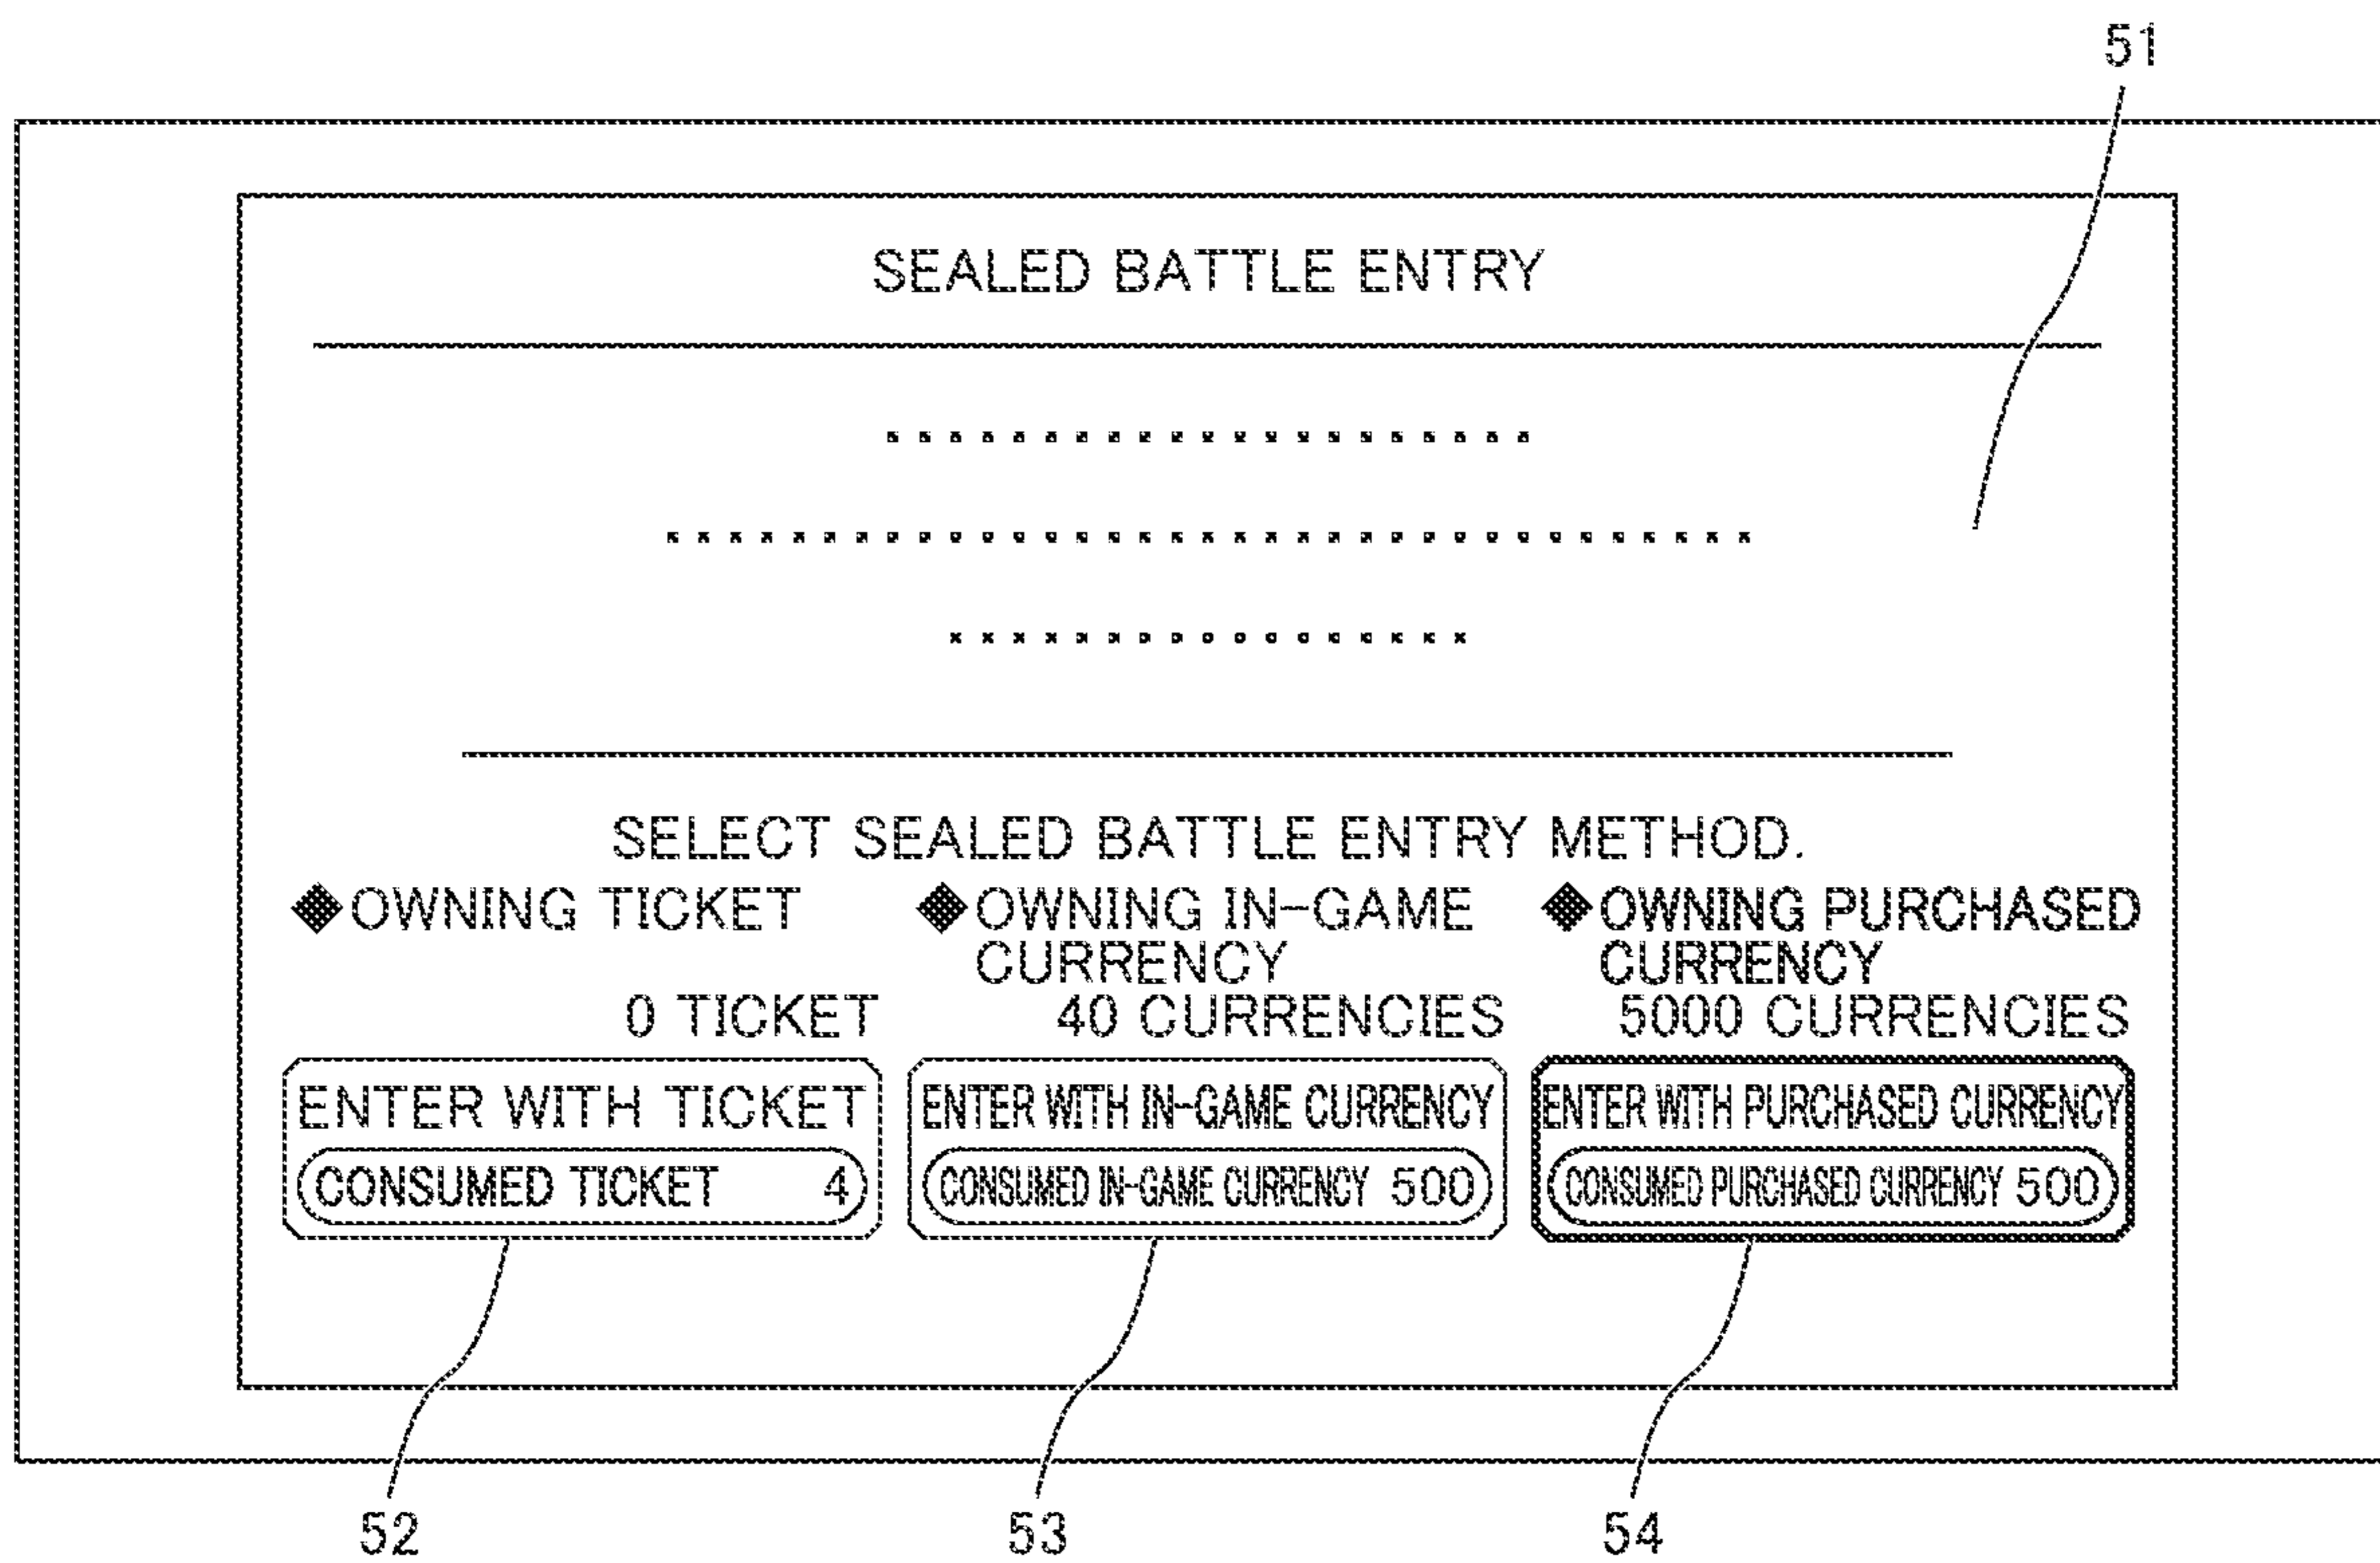 51
SEALED BATTLE ENTRY
SELECT SEALED BATTLE ENTRY METHOD.
◆OWNING TICKET
0 TICKET
◆OWNING IN-GAME
CURRENCY
40 CURRENCIES
◆OWNING PURCHASED
CURRENCY
5000 CURRENCIES
ENTER WITH TICKET
CONSUMED TICKET 4
ENTER WITH IN-GAME CURRENCY
CONSUMED IN-GAME CURRENCY 500
ENTER WITH PURCHASED CURRENCY
CONSUMED PURCHASED CURRENCY 500
52
53
54